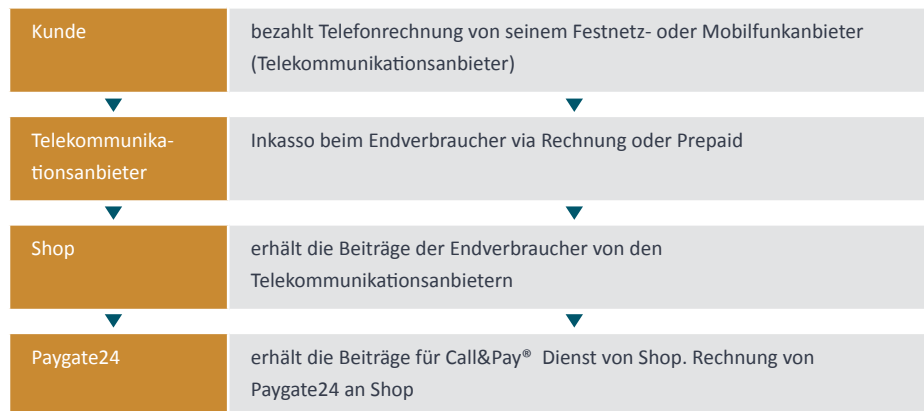 Kunde
bezahlt Telefonrechnung von seinem Festnetz- oder Mobilfunkanbieter
(Telekommunikationsanbieter)
Telekommunika-
tionsanbieter
Inkasso beim Endverbraucher via Rechnung oder Prepaid
Shop
erhält die Beiträge der Endverbraucher von den
Telekommunikationsanbietern
Paygate24
erhält die Beiträge für Call&Pay® Dienst von Shop. Rechnung von
Paygate24 an Shop